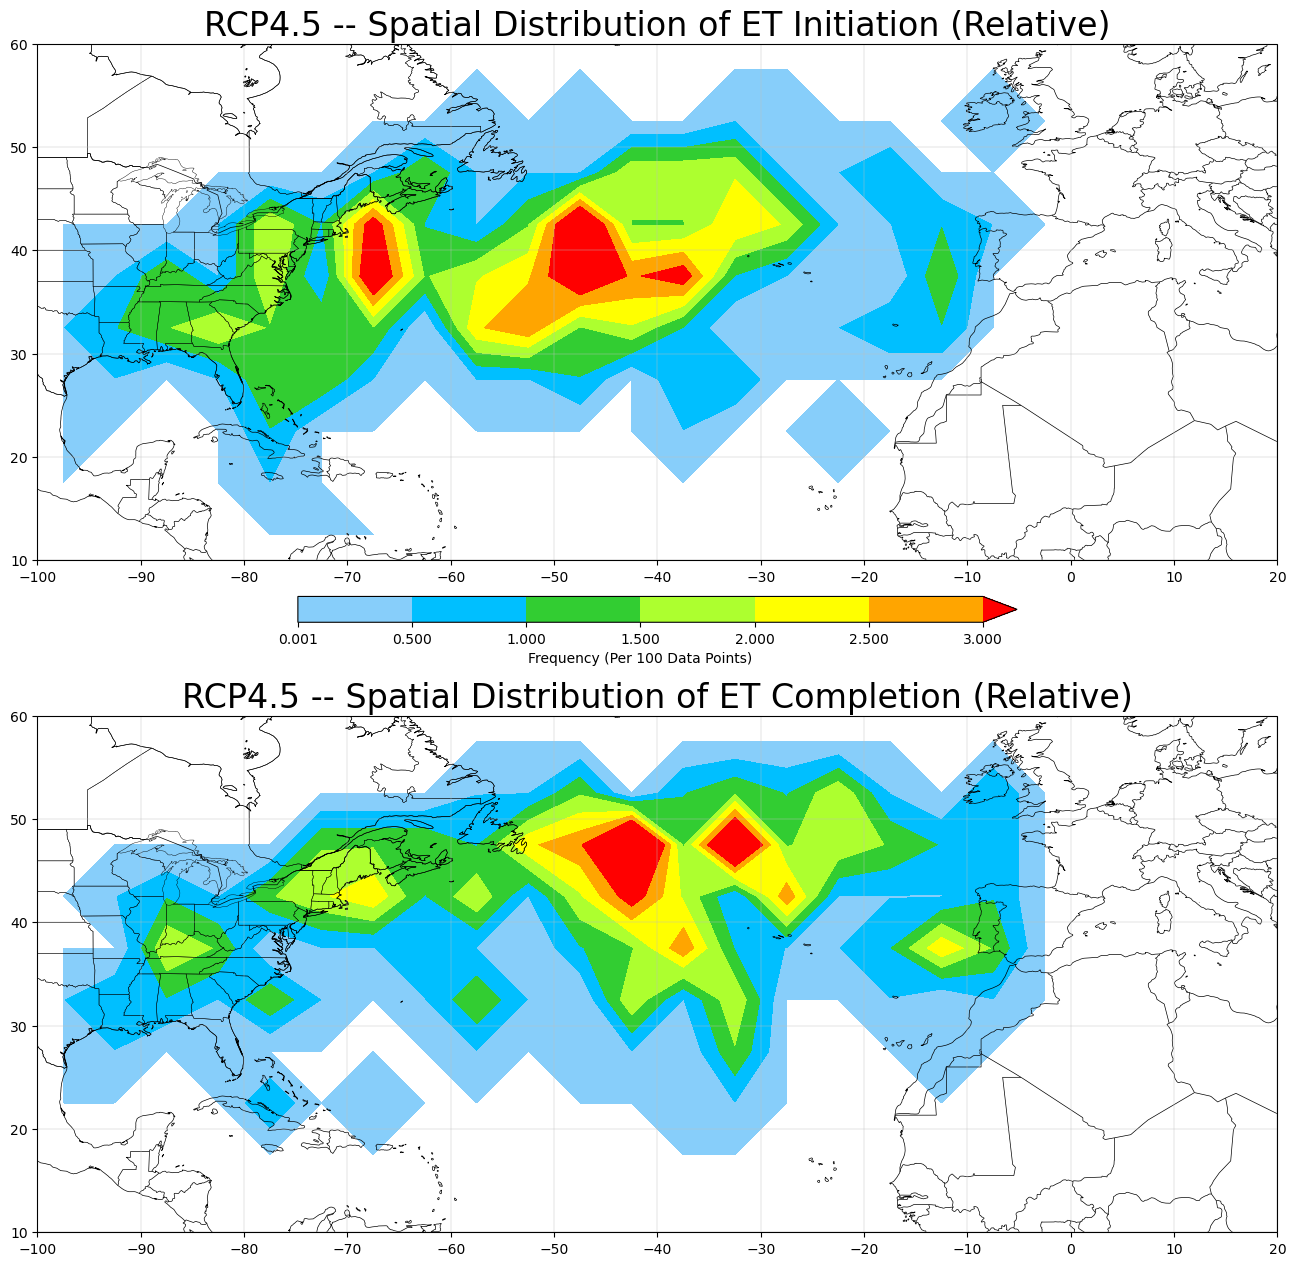 RCP4.5 -- Spatial Distribution of ET Initiation (Relative)
60
50
40
30
20
10
−100 −90 −80 −70 −60 −50 −40 −30 −20 −10 0 10 20
0.001 0.500 1.000 1.500 2.000 2.500 3.000
Frequency (Per 100 Data Points)
RCP4.5 -- Spatial Distribution of ET Completion (Relative)
60
50
40
30
20
10
−100 −90 −80 −70 −60 −50 −40 −30 −20 −10 0 10 20